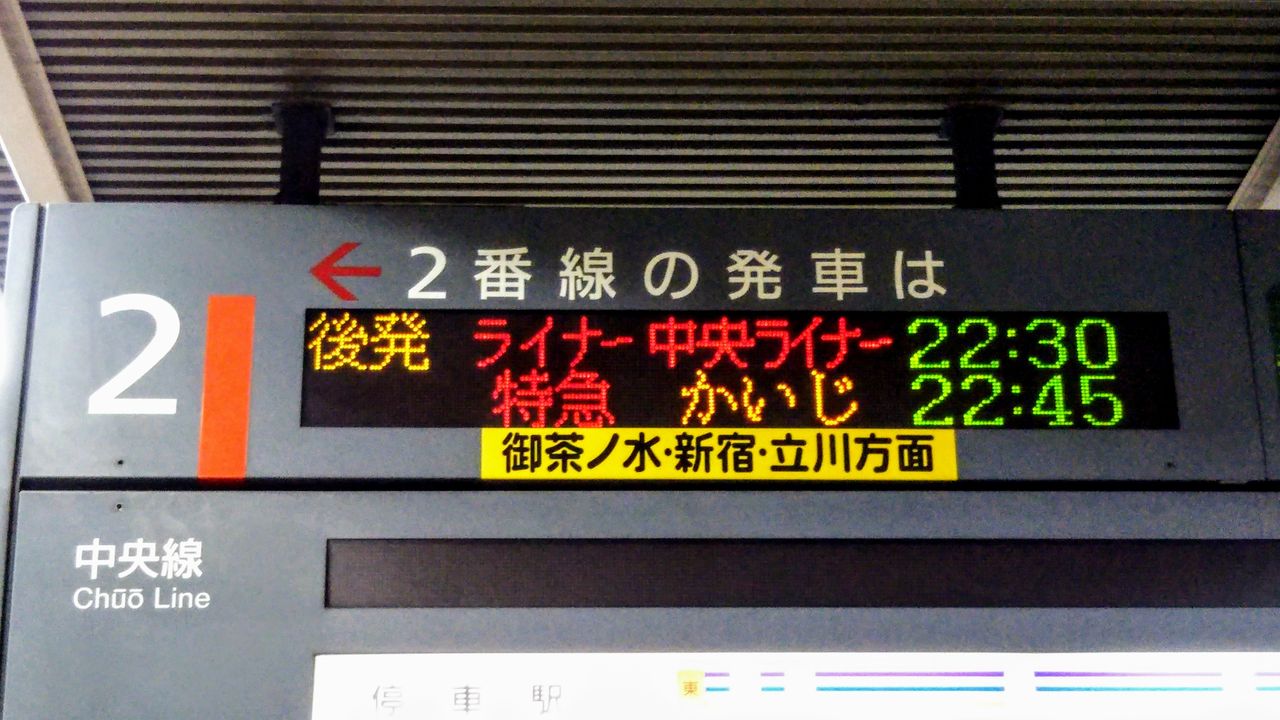 2
← 2番線の発車は
後発 ライナー 中央ライナー 22:30
特急 かいじ 22:45
御茶ノ水・新宿・立川方面
中央線
Chūō Line
停車駅
東